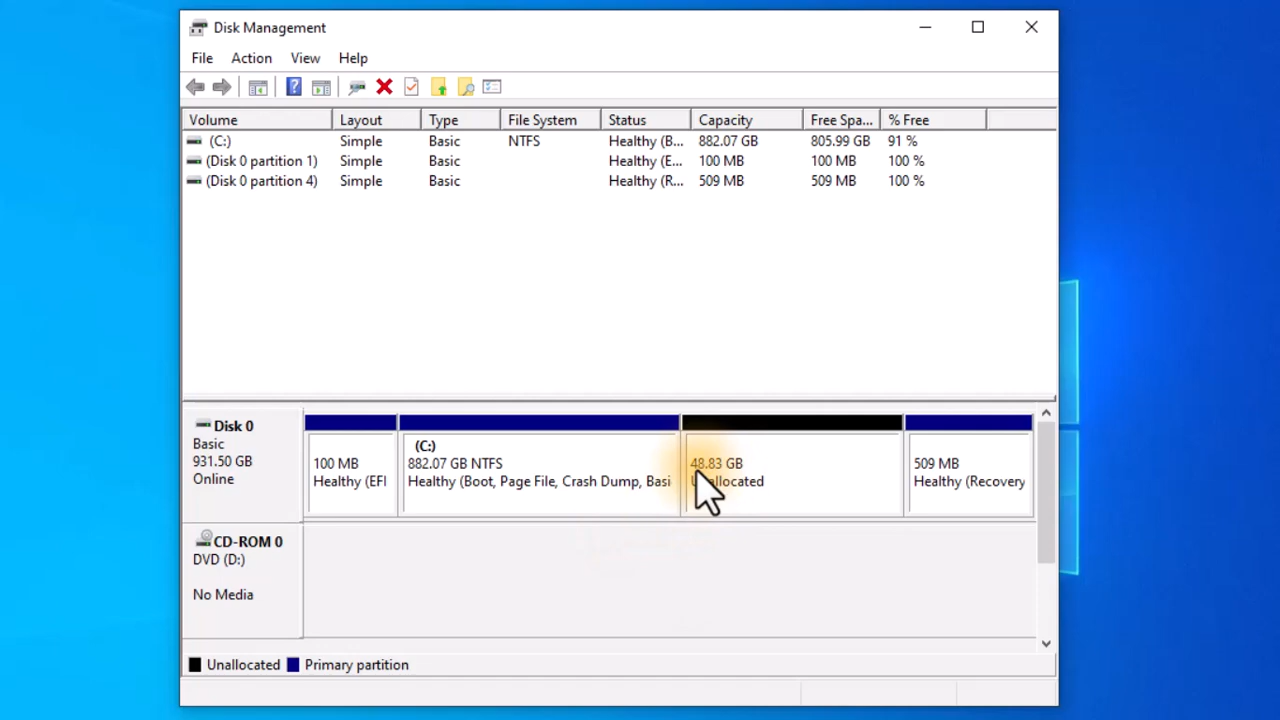 Disk Management
File Action View Help
Volume Layout Type File System Status Capacity Free Spa... % Free
(C:) Simple Basic NTFS Healthy (B... 882.07 GB 805.99 GB 91 %
(Disk 0 partition 1) Simple Basic Healthy (E... 100 MB 100 MB 100 %
(Disk 0 partition 4) Simple Basic Healthy (R... 509 MB 509 MB 100 %
Disk 0
Basic
931.50 GB
Online
100 MB
Healthy (EFI
(C:)
882.07 GB NTFS
Healthy (Boot, Page File, Crash Dump, Basi
48.83 GB
Unallocated
509 MB
Healthy (Recovery
CD-ROM 0
DVD (D:)
No Media
Unallocated Primary partition